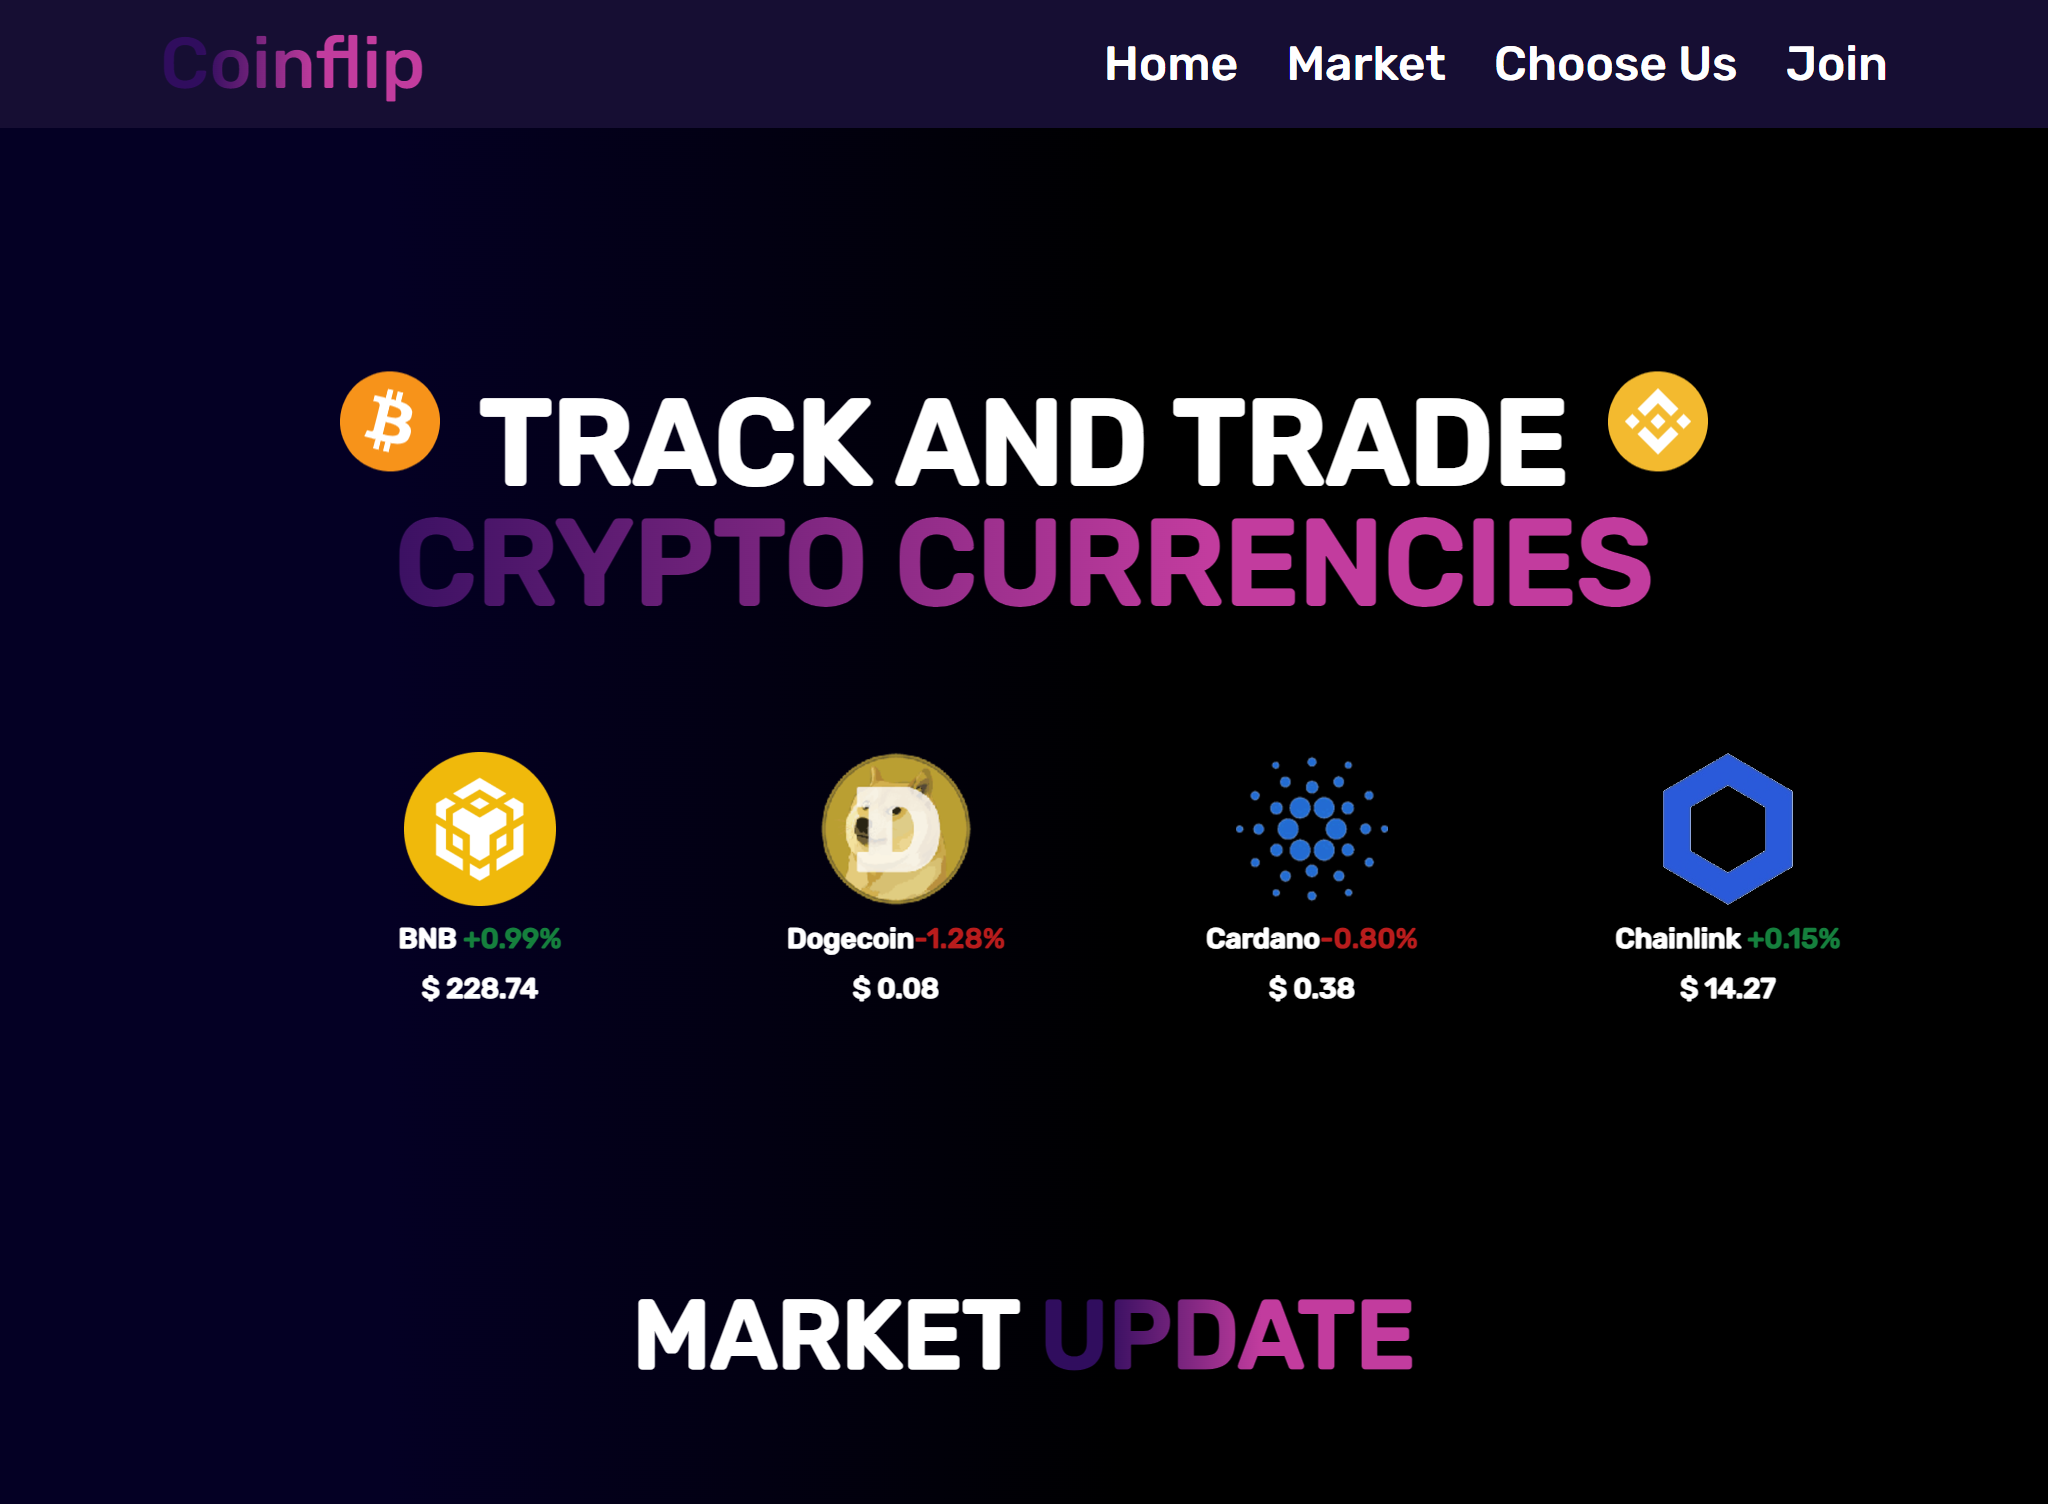 Coinflip
Home Market Choose Us Join
TRACK AND TRADE
CRYPTO CURRENCIES
BNB +0.99%
$ 228.74
Dogecoin-1.28%
$ 0.08
Cardano-0.80%
$ 0.38
Chainlink +0.15%
$ 14.27
MARKET UPDATE